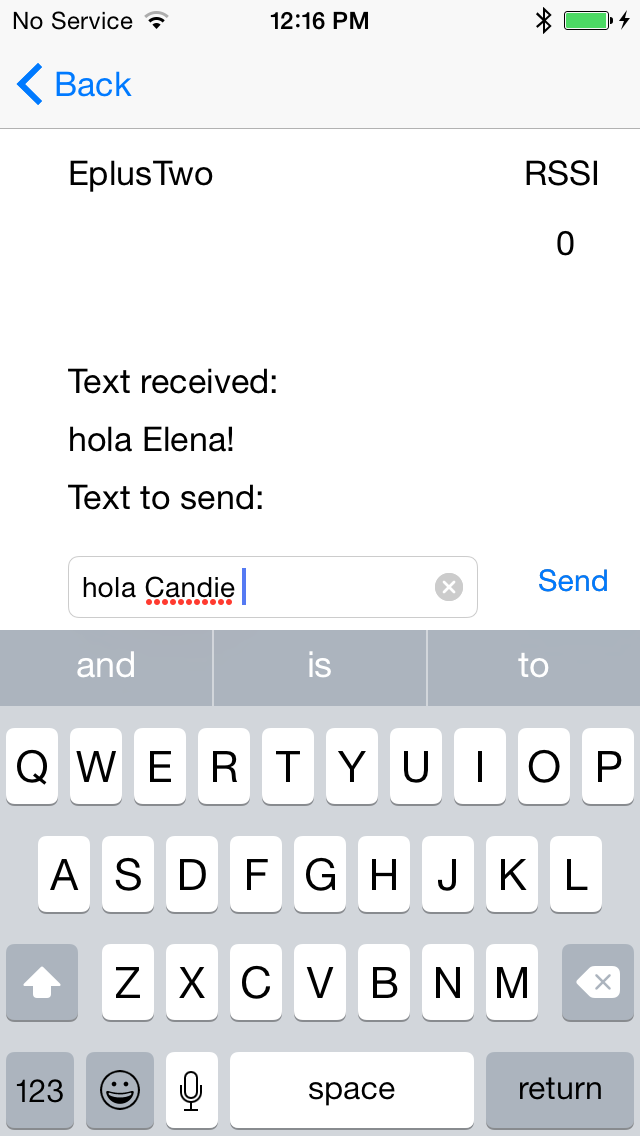 No Service 12:16 PM
Back
EplusTwo RSSI
0
Text received:
hola Elena!
Text to send:
hola Candie Send
and is to
Q W E R T Y U I O P
A S D F G H J K L
Z X C V B N M
123 space return